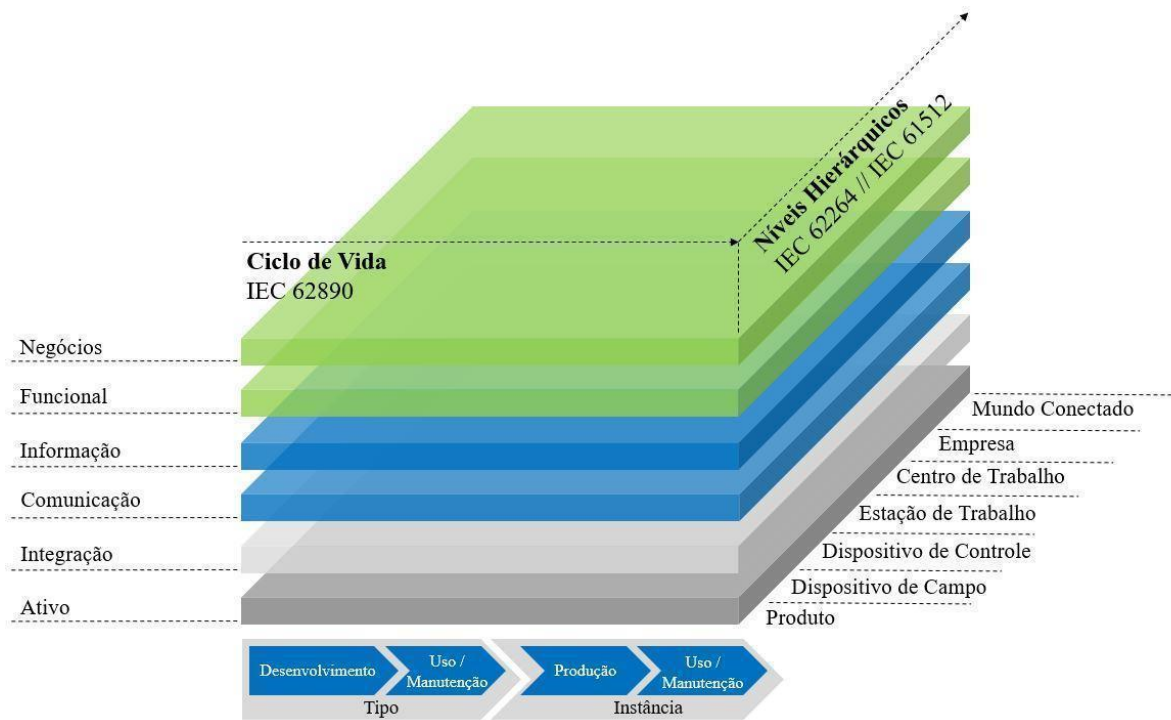 Níveis Hierárquicos
IEC 62264 // IEC 61512
Ciclo de Vida
IEC 62890
Negócios
Funcional
Informação
Comunicação
Integração
Ativo
Mundo Conectado
Empresa
Centro de Trabalho
Estação de Trabalho
Dispositivo de Controle
Dispositivo de Campo
Produto
Desenvolvimento
Uso /
Manutenção
Produção
Uso /
Manutenção
Tipo
Instância